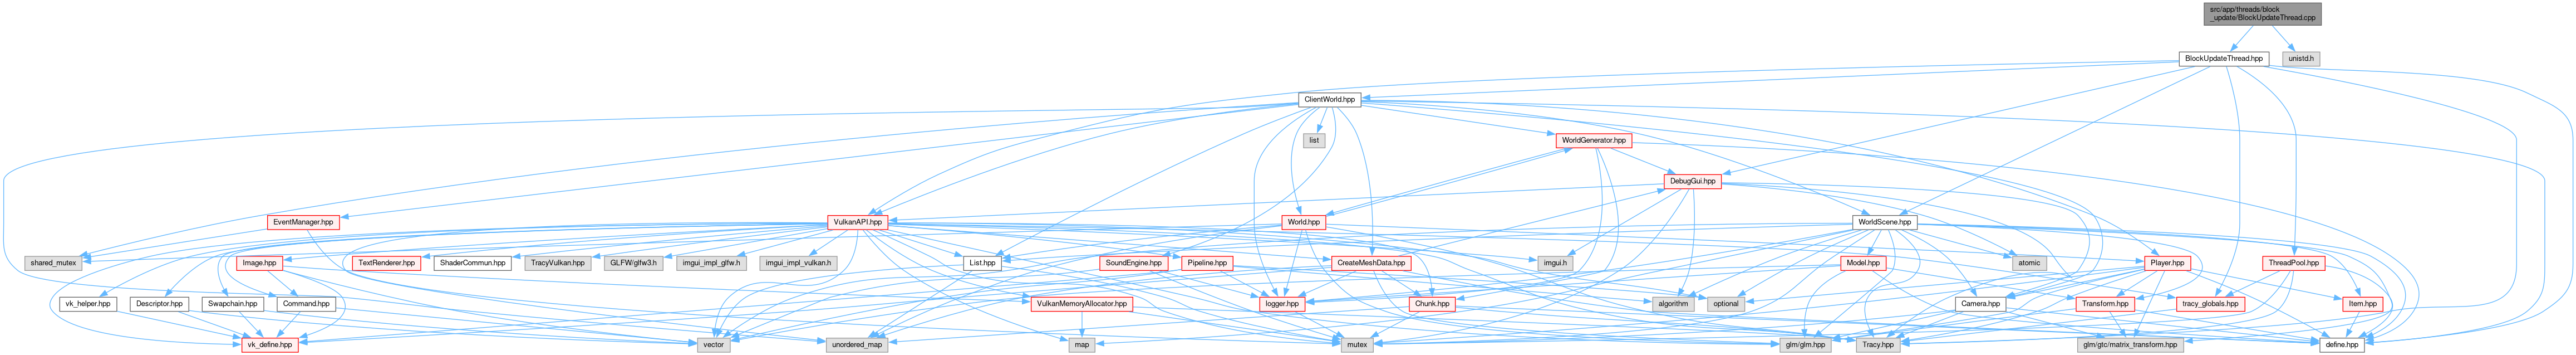 src/app/threads/block
_update/BlockUpdateThread.cpp
BlockUpdateThread.hpp
unistd.h
ClientWorld.hpp
list
WorldGenerator.hpp
DebugGui.hpp
EventManager.hpp
VulkanAPI.hpp
World.hpp
WorldScene.hpp
shared_mutex
Image.hpp
TextRenderer.hpp
ShaderCommun.hpp
TracyVulkan.hpp
GLFW/glfw3.h
imgui_impl_glfw.h
imgui_impl_vulkan.h
List.hpp
SoundEngine.hpp
Pipeline.hpp
CreateMeshData.hpp
imgui.h
Model.hpp
atomic
Player.hpp
ThreadPool.hpp
vk_helper.hpp
Descriptor.hpp
Swapchain.hpp
Command.hpp
VulkanMemoryAllocator.hpp
logger.hpp
Chunk.hpp
algorithm
optional
Camera.hpp
Transform.hpp
tracy_globals.hpp
Item.hpp
vk_define.hpp
vector
unordered_map
map
mutex
glm/glm.hpp
Tracy.hpp
glm/gtc/matrix_transform.hpp
define.hpp